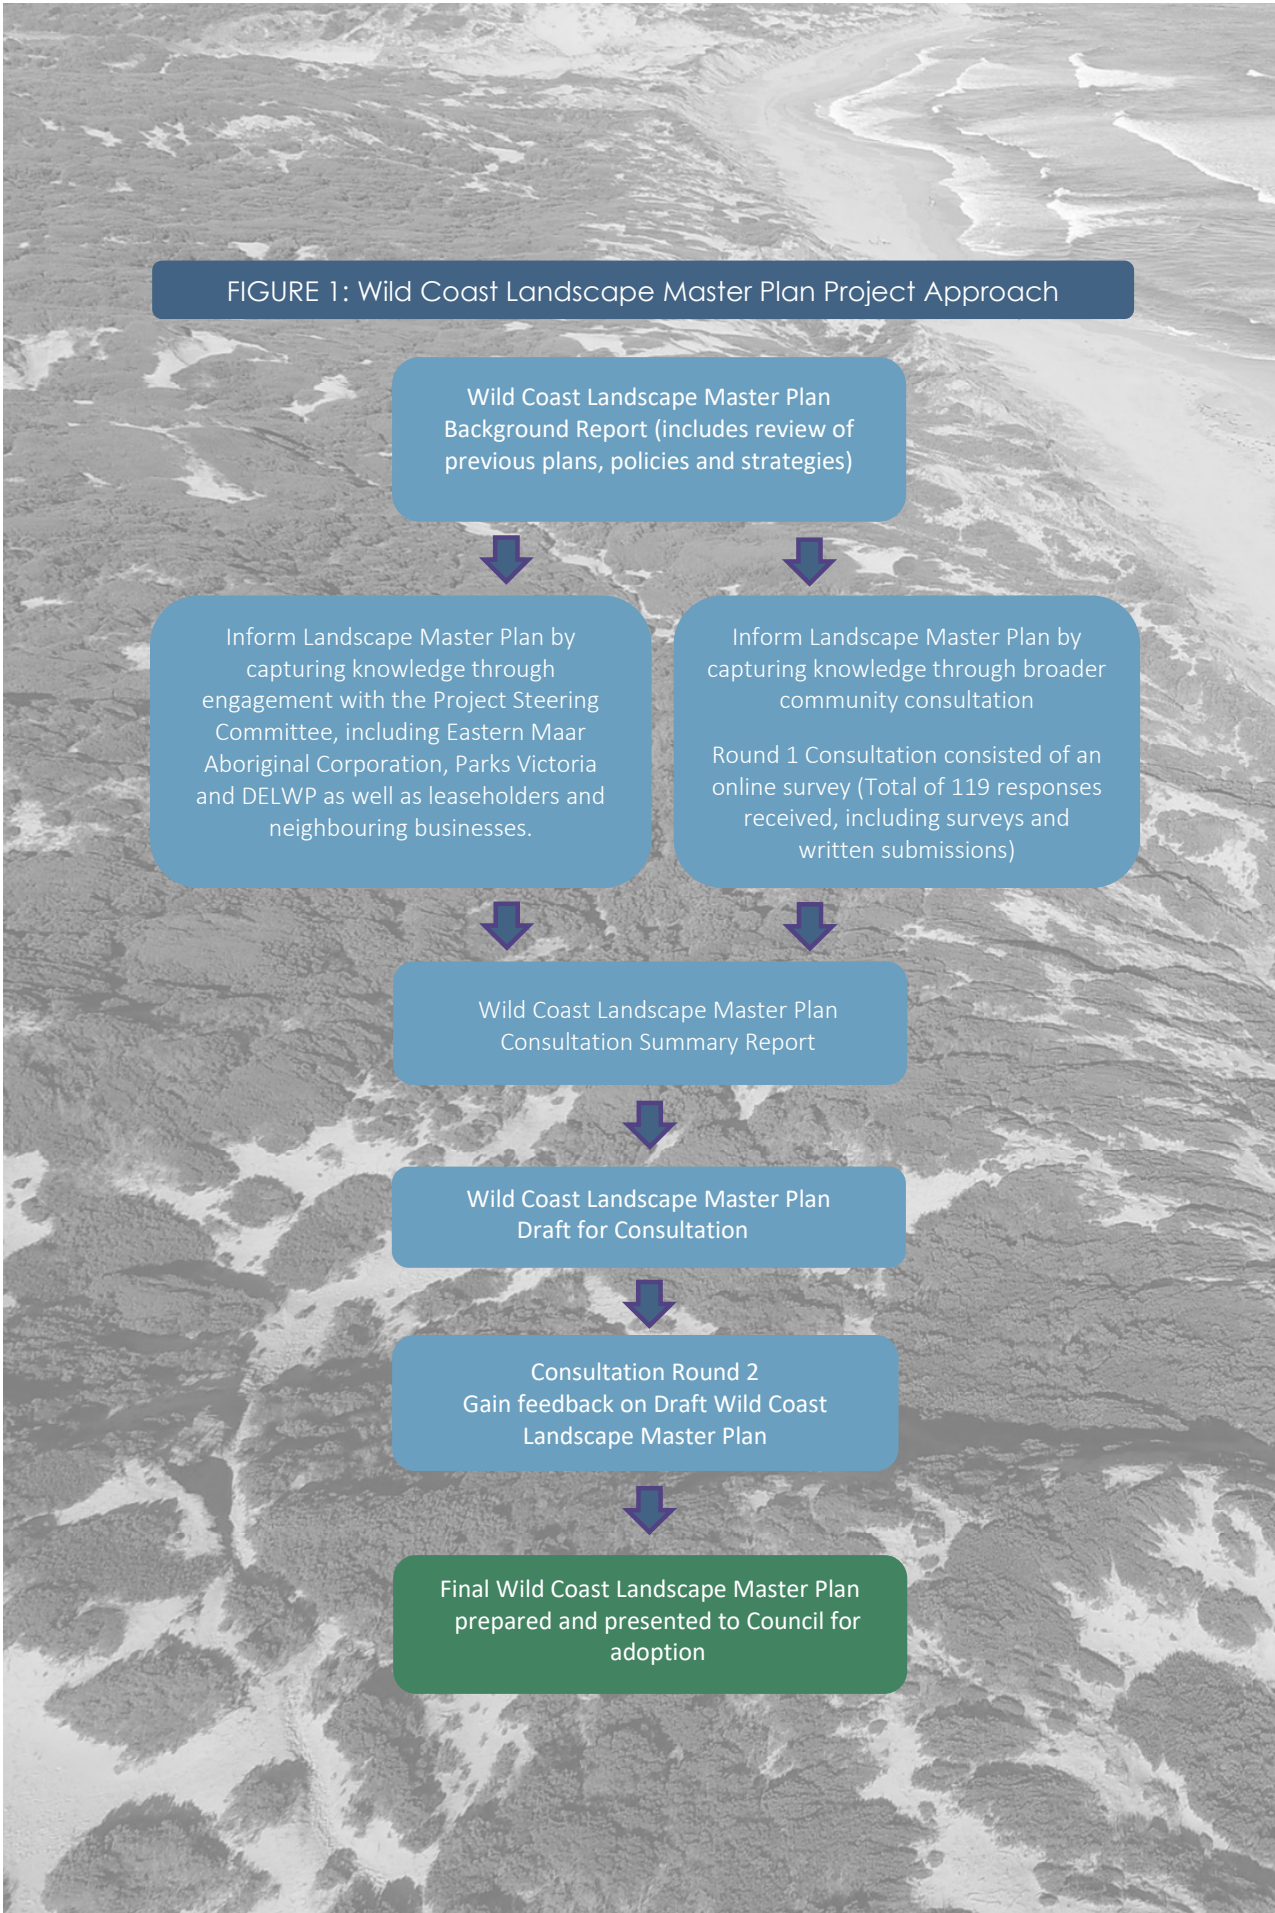 FIGURE 1: Wild Coast Landscape Master Plan Project Approach
Wild Coast Landscape Master Plan
Background Report (includes review of
previous plans, policies and strategies)
Inform Landscape Master Plan by
capturing knowledge through
engagement with the Project Steering
Committee, including Eastern Maar
Aboriginal Corporation, Parks Victoria
and DELWP as well as leaseholders and
neighbouring businesses.
Inform Landscape Master Plan by
capturing knowledge through broader
community consultation
Round 1 Consultation consisted of an
online survey (Total of 119 responses
received, including surveys and
written submissions)
Wild Coast Landscape Master Plan
Consultation Summary Report
Wild Coast Landscape Master Plan
Draft for Consultation
Consultation Round 2
Gain feedback on Draft Wild Coast
Landscape Master Plan
Final Wild Coast Landscape Master Plan
prepared and presented to Council for
adoption